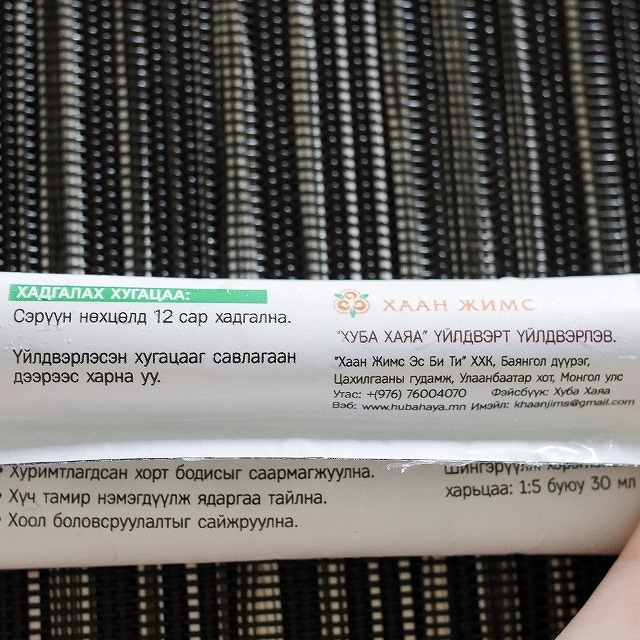 ХАДГАЛАХ ХУГАЦАА:
Сэрүүн нөхцөлд 12 сар хадгална.
Үйлдвэрлэсэн хугацааг савлагаан
дээрээс харна уу.
ХААН ЖИМС
"ХУБА ХАЯА" ҮЙЛДВЭРТ ҮЙЛДВЭРЛЭВ.
"Хаан Жимс Эс Би Ти" ХХК, Баянгол дүүрэг,
Цахилгааны гудамж, Улаанбаатар хот, Монгол улс
Утас: +(976) 76004070 Фэйсбүүк: Хуба Хаяа
Вэб: www.hubahaya.mn Имэйл: khaanjims@gmail.com
• Хуримтлагдсан хорт бодисыг саармагжуулна.
• Хүч тамир нэмэгдүүлж ядаргаа тайлна.
• Хоол боловсруулалтыг сайжруулна.
Шингэрүүлж
харьцаа: 1:5 буюу 30 мл